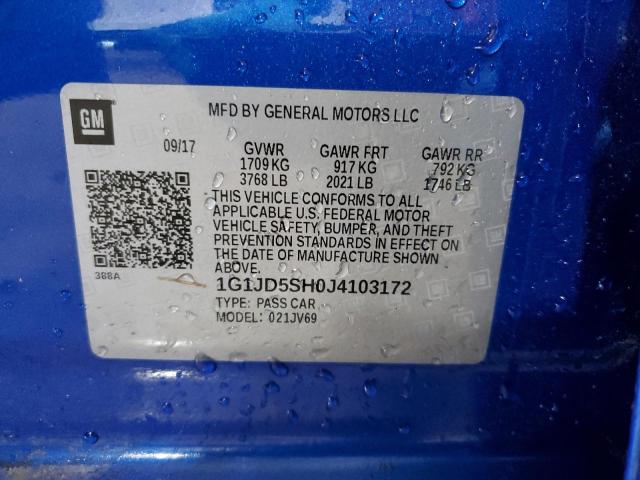 GM
MFD BY GENERAL MOTORS LLC
09/17 GVWR GAWR FRT GAWR RR
1709 KG 917 KG 792 KG
3768 LB 2021 LB 1746 LB
THIS VEHICLE CONFORMS TO ALL
APPLICABLE U.S. FEDERAL MOTOR
VEHICLE SAFETY, BUMPER, AND THEFT
PREVENTION STANDARDS IN EFFECT ON
THE DATE OF MANUFACTURE SHOWN
ABOVE.
388A
1G1JD5SH0J4103172
TYPE: PASS CAR
MODEL: 021JV69